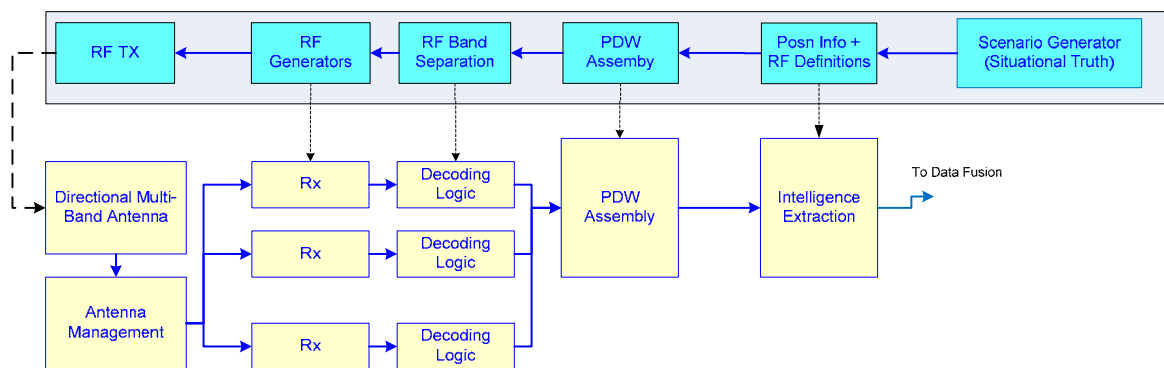 RF TX
RF
Generators
RF Band
Separation
PDW
Assemby
Posn Info +
RF Definitions
Scenario Generator
(Situational Truth)
Directional Multi-
Band Antenna
Antenna
Management
Rx
Decoding
Logic
Rx
Decoding
Logic
Rx
Decoding
Logic
PDW
Assembly
Intelligence
Extraction
To Data Fusion